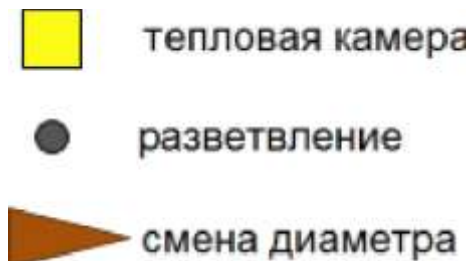 тепловая камера
разветвление
смена диаметра